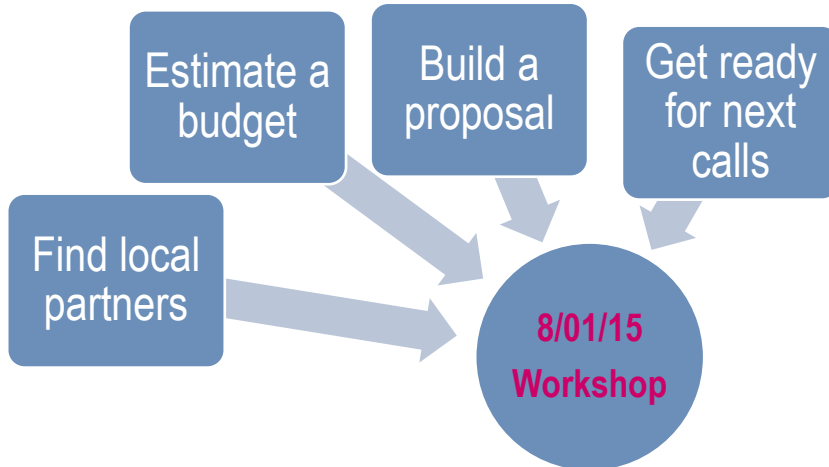 Estimate a
budget
Build a
proposal
Get ready
for next
calls
Find local
partners
8/01/15
Workshop